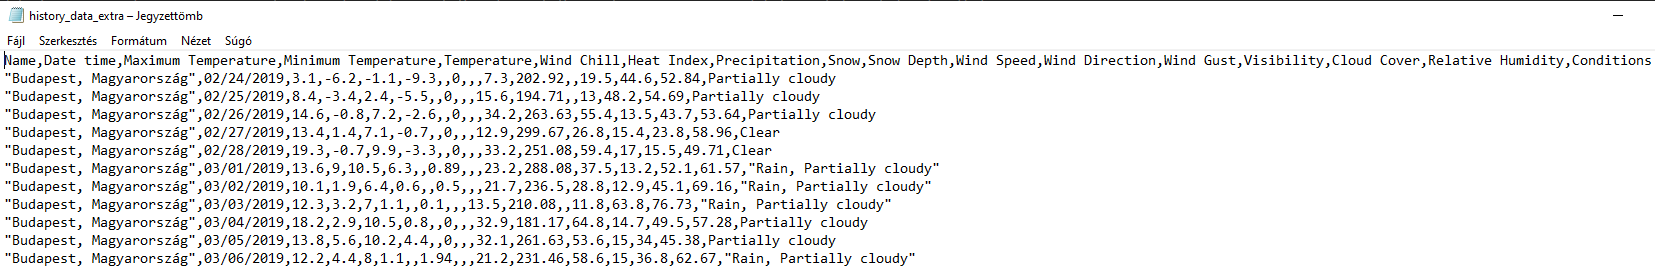 history_data_extra – Jegyzettömb
Fájl Szerkesztés Formátum Nézet Súgó
Name,Date time,Maximum Temperature,Minimum Temperature,Temperature,Wind Chill,Heat Index,Precipitation,Snow,Snow Depth,Wind Speed,Wind Direction,Wind Gust,Visibility,Cloud Cover,Relative Humidity,Conditions
"Budapest, Magyarország",02/24/2019,3.1,-6.2,-1.1,-9.3,,0,,,7.3,202.92,,19.5,44.6,52.84,Partially cloudy
"Budapest, Magyarország",02/25/2019,8.4,-3.4,2.4,-5.5,,0,,,15.6,194.71,,13,48.2,54.69,Partially cloudy
"Budapest, Magyarország",02/26/2019,14.6,-0.8,7.2,-2.6,,0,,,34.2,263.63,55.4,13.5,43.7,53.64,Partially cloudy
"Budapest, Magyarország",02/27/2019,13.4,1.4,7.1,-0.7,,0,,,12.9,299.67,26.8,15.4,23.8,58.96,Clear
"Budapest, Magyarország",02/28/2019,19.3,-0.7,9.9,-3.3,,0,,,33.2,251.08,59.4,17,15.5,49.71,Clear
"Budapest, Magyarország",03/01/2019,13.6,9,10.5,6.3,,0.89,,,23.2,288.08,37.5,13.2,52.1,61.57,"Rain, Partially cloudy"
"Budapest, Magyarország",03/02/2019,10.1,1.9,6.4,0.6,,0.5,,,21.7,236.5,28.8,12.9,45.1,69.16,"Rain, Partially cloudy"
"Budapest, Magyarország",03/03/2019,12.3,3.2,7,1.1,,0.1,,,13.5,210.08,,11.8,63.8,76.73,"Rain, Partially cloudy"
"Budapest, Magyarország",03/04/2019,18.2,2.9,10.5,0.8,,0,,,32.9,181.17,64.8,14.7,49.5,57.28,Partially cloudy
"Budapest, Magyarország",03/05/2019,13.8,5.6,10.2,4.4,,0,,,32.1,261.63,53.6,15,34,45.38,Partially cloudy
"Budapest, Magyarország",03/06/2019,12.2,4.4,8,1.1,,1.94,,,21.2,231.46,58.6,15,36.8,62.67,"Rain, Partially cloudy"